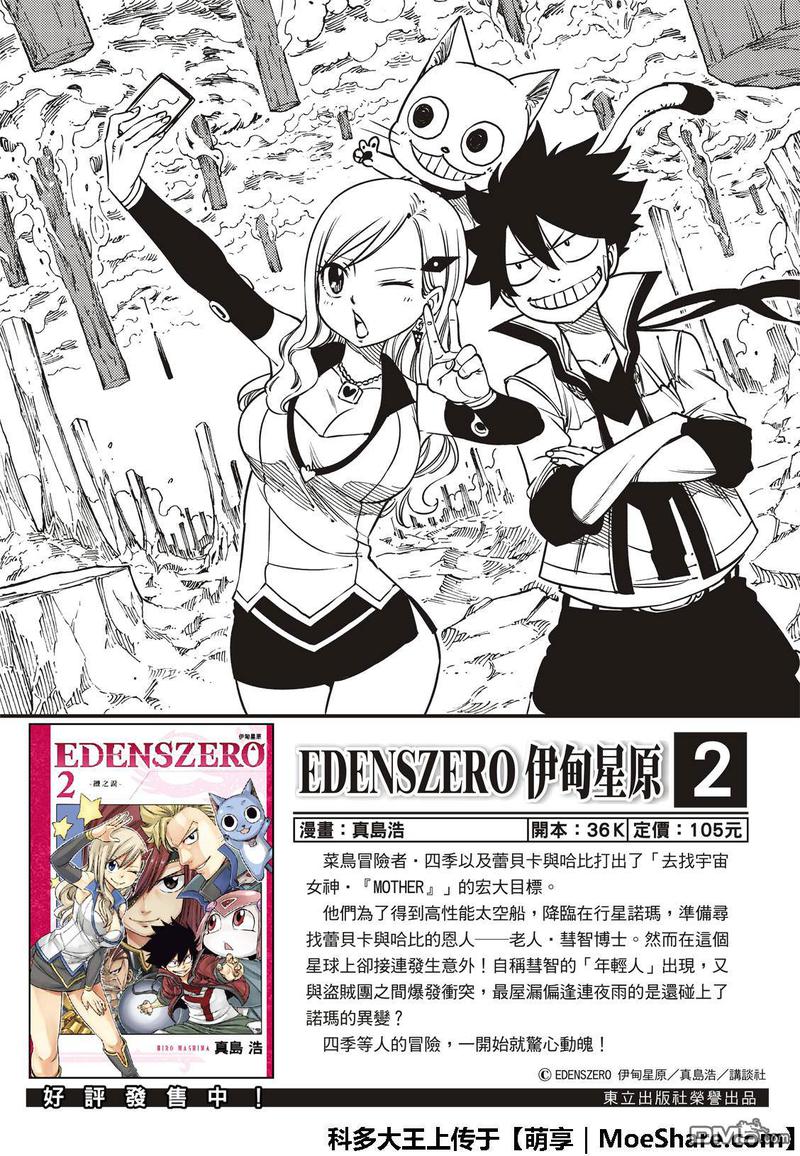 伊甸星原
EDENSZERO
2
HIRO MASHIMA 真島 浩
EDENSZERO 伊甸星原 2
漫畫：真島浩 開本：36K 定價：105元
菜鳥冒險者・四季以及蕾貝卡與哈比打出了「去找宇宙
女神・『MOTHER』」的宏大目標。
他們為了得到高性能太空船，降臨在行星諾瑪，準備尋
找蕾貝卡與哈比的恩人──老人・彗智博士。然而在這個
星球上卻接連發生意外！自稱彗智的「年輕人」出現，又
與盜賊團之間爆發衝突，最屋漏偏逢連夜雨的是還碰上了
諾瑪的異變？
四季等人的冒險，一開始就驚心動魄！
© EDENSZERO 伊甸星原／真島浩／講談社
好評發售中！
東立出版社榮譽出品
科多大王上传于【萌享 | MoeShare.com】